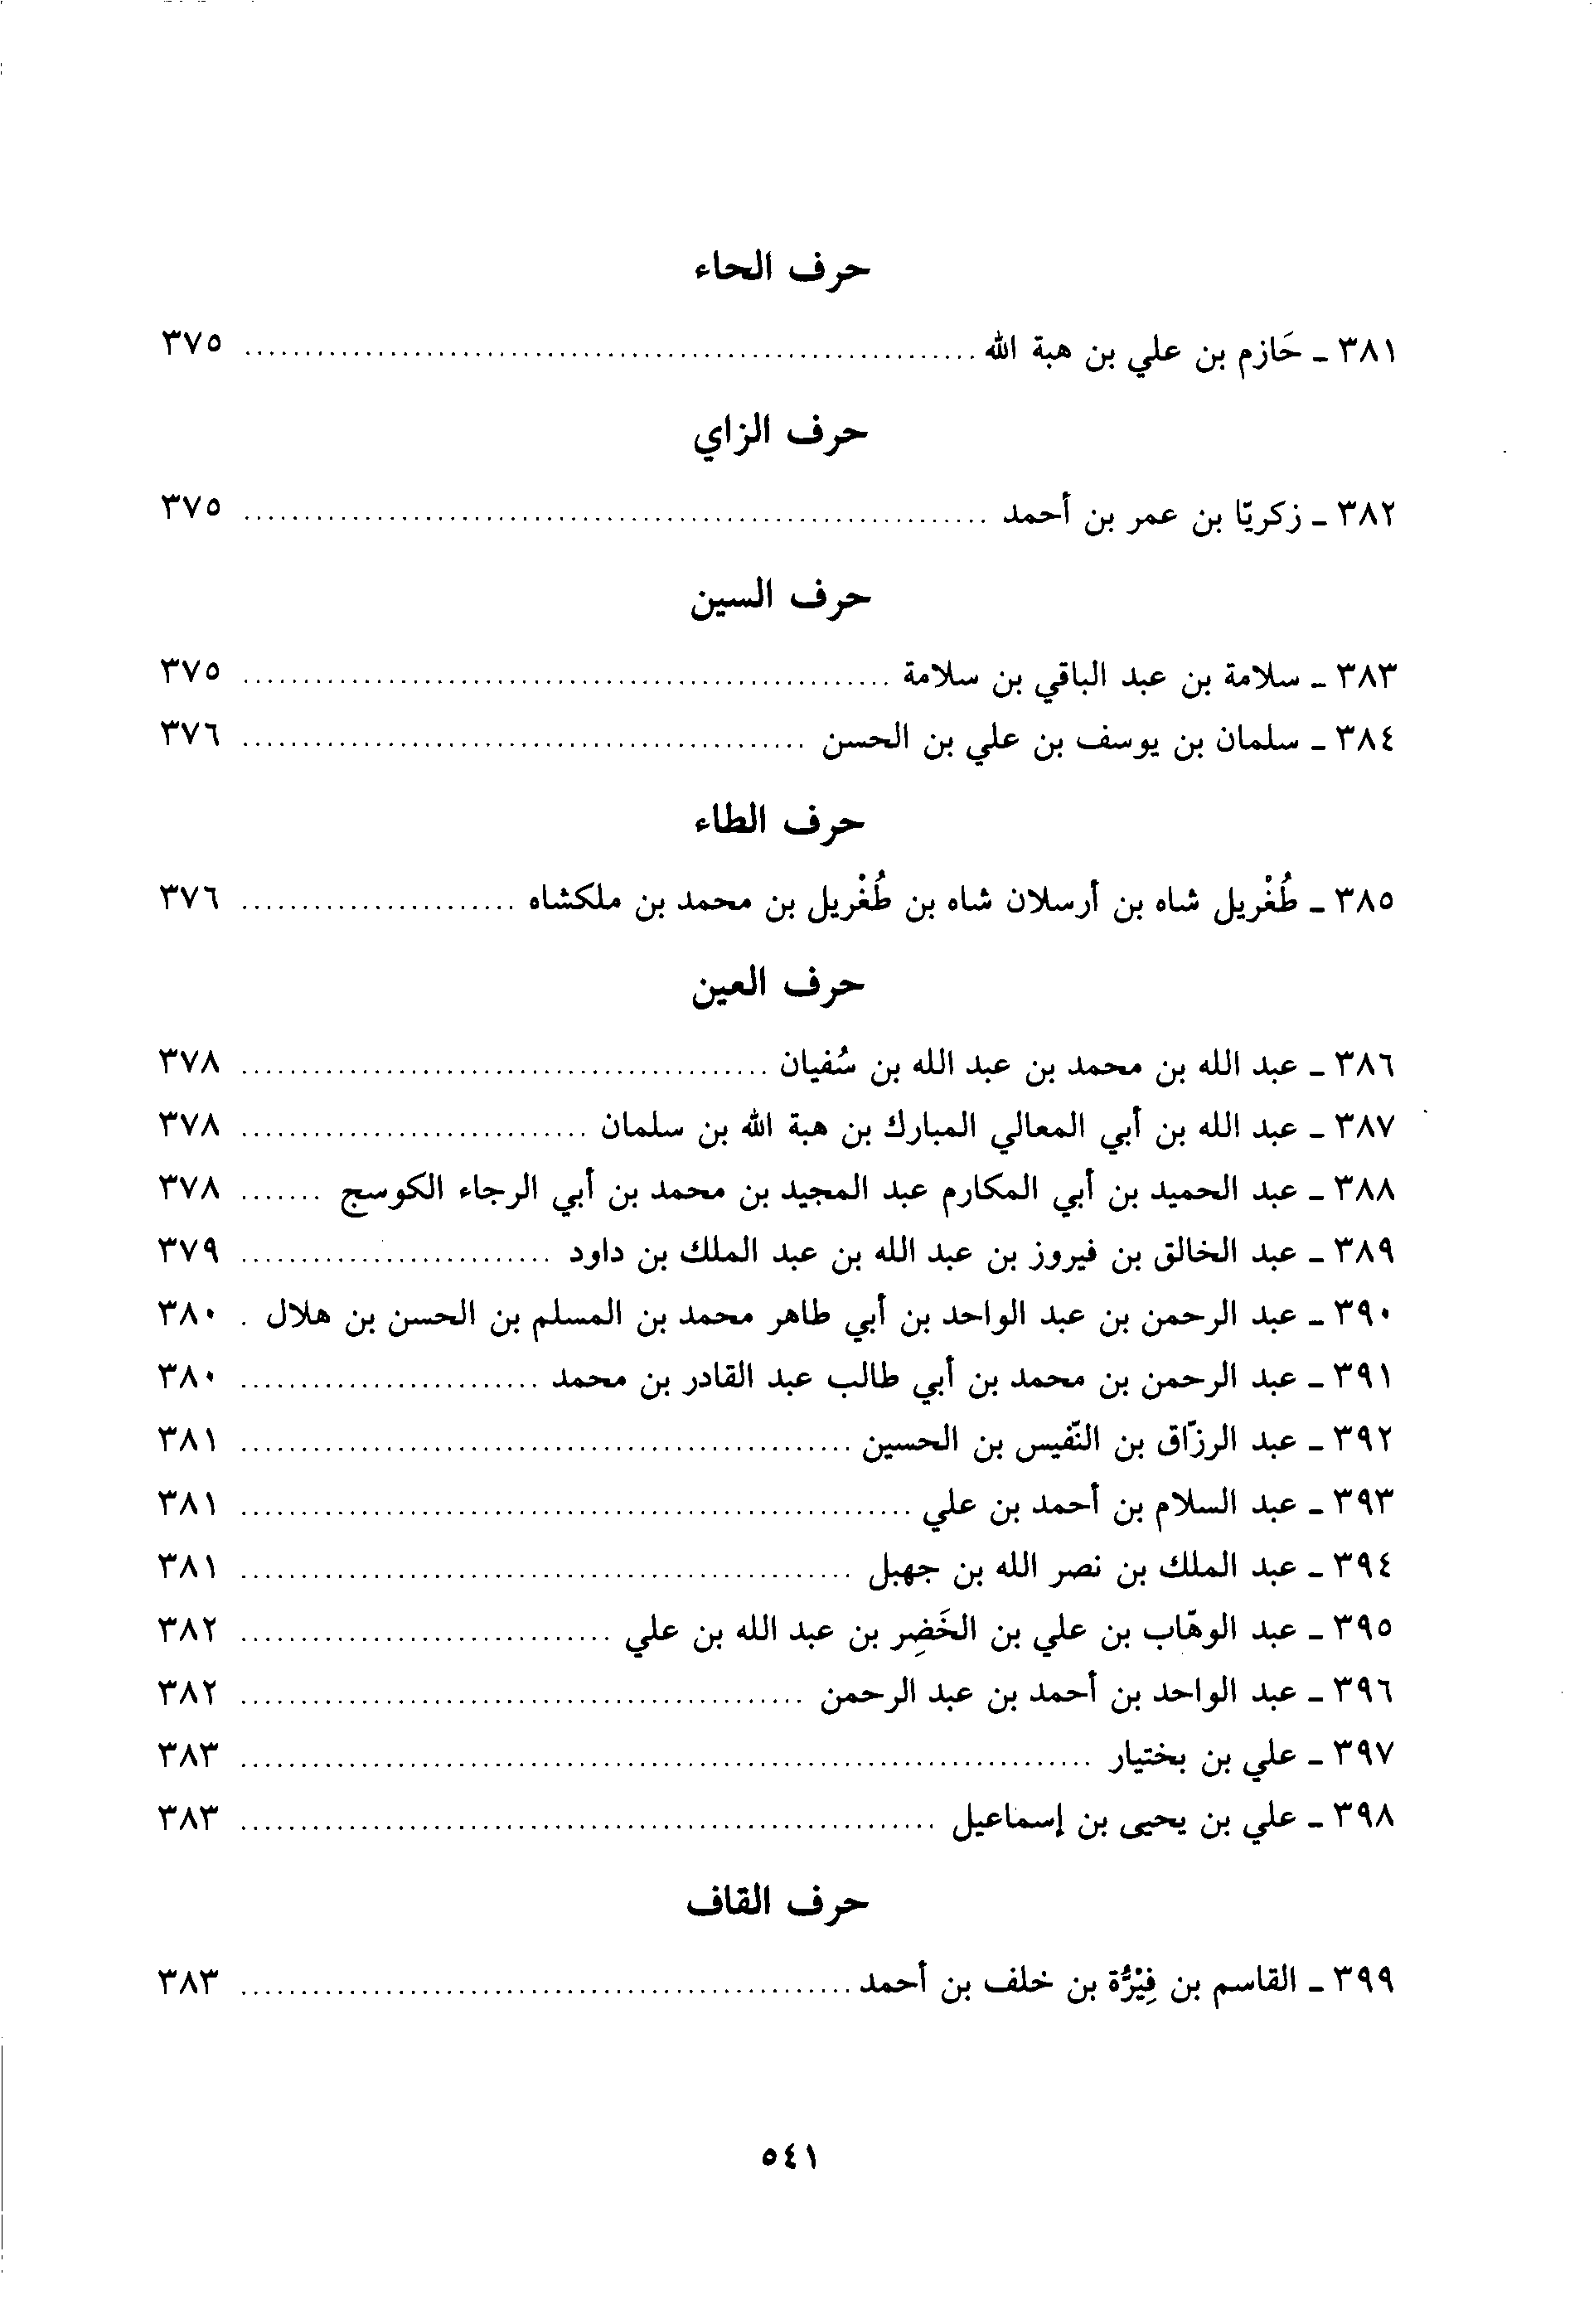 حرف الحاء
٣٨١ - حَازم بن علي بن هبة الله ........ ٣٧٥
حرف الزاي
٣٨٢ - زكريّا بن عمر بن أحمد ........ ٣٧٥
حرف السين
٣٨٣ - سلامة بن عبد الباقي بن سلامة ........ ٣٧٥
٣٨٤ - سلمان بن يوسف بن علي بن الحسن ........ ٣٧٦
حرف الطاء
٣٨٥ - طُغْريل شاه بن أرسلان شاه بن طُغْريل بن محمد بن ملكشاه ........ ٣٧٦
حرف العين
٣٨٦ - عبد الله بن محمد بن عبد الله بن سُفيان ........ ٣٧٨
٣٨٧ - عبد الله بن أبي المعالي المبارك بن هبة الله بن سلمان ........ ٣٧٨
٣٨٨ - عبد الحميد بن أبي المكارم عبد المجيد بن محمد بن أبي الرجاء الكوسج ....... ٣٧٨
٣٨٩ - عبد الخالق بن فيروز بن عبد الله بن عبد الملك بن داود ........ ٣٧٩
٣٩٠ - عبد الرحمن بن عبد الواحد بن أبي طاهر محمد بن المسلم بن الحسن بن هلال . ٣٨٠
٣٩١ - عبد الرحمن بن محمد بن أبي طالب عبد القادر بن محمد ........ ٣٨٠
٣٩٢ - عبد الرزّاق بن النّفيس بن الحسين ........ ٣٨١
٣٩٣ - عبد السلام بن أحمد بن علي ........ ٣٨١
٣٩٤ - عبد الملك بن نصر الله بن جهبل ........ ٣٨١
٣٩٥ - عبد الوهّاب بن علي بن الخَضِر بن عبد الله بن علي ........ ٣٨٢
٣٩٦ - عبد الواحد بن أحمد بن عبد الرحمن ........ ٣٨٢
٣٩٧ - علي بن بختيار ........ ٣٨٣
٣٩٨ - علي بن يحيى بن إسماعيل ........ ٣٨٣
حرف القاف
٣٩٩ - القاسم بن فِيْرُّة بن خلف بن أحمد ........ ٣٨٣
٥٤١